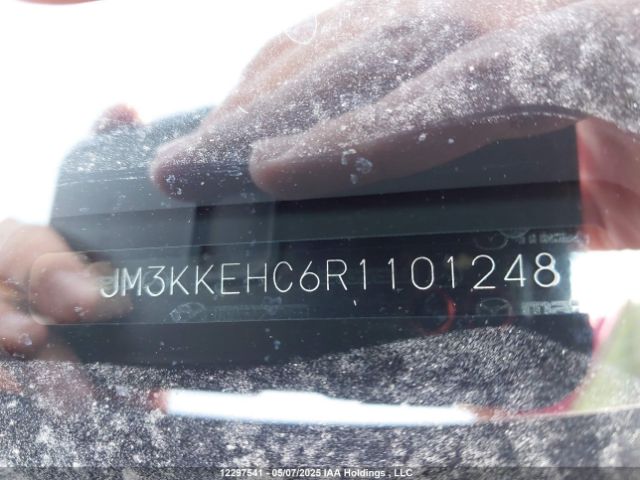 JM3KKEHC6R1101248
12297541 - 05/07/2025 IAA Holdings , LLC